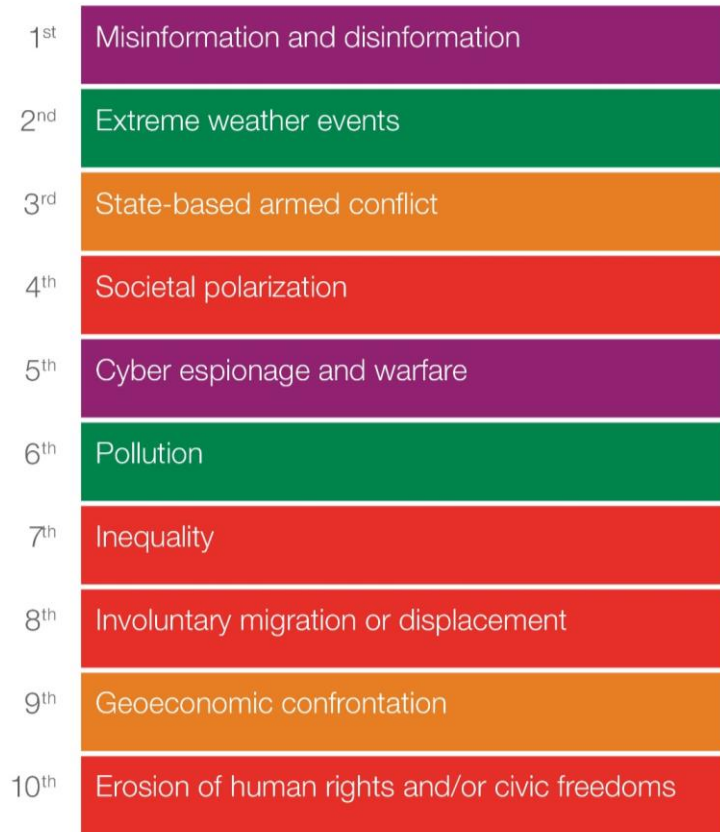 1st Misinformation and disinformation
2nd Extreme weather events
3rd State-based armed conflict
4th Societal polarization
5th Cyber espionage and warfare
6th Pollution
7th Inequality
8th Involuntary migration or displacement
9th Geoeconomic confrontation
10th Erosion of human rights and/or civic freedoms